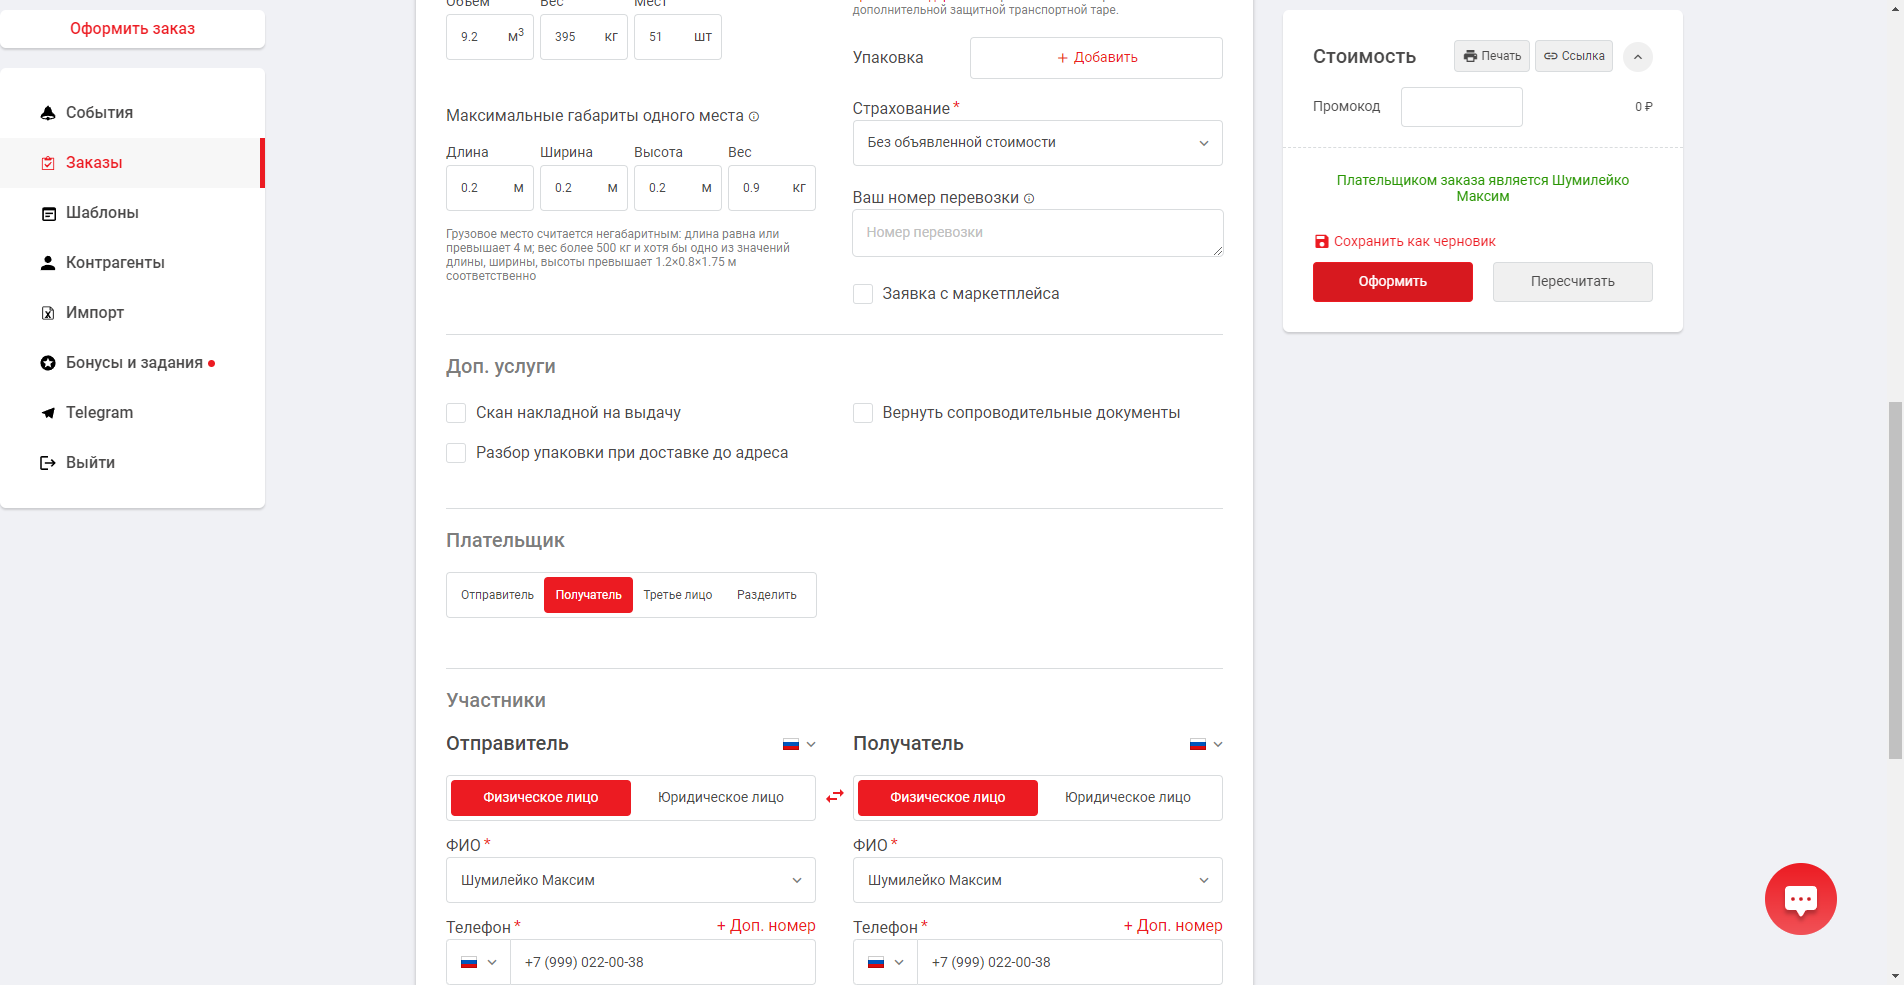 Оформить заказ
События
Заказы
Шаблоны
Контрагенты
Импорт
Бонусы и задания
Telegram
Выйти
Объем Вес Мест
9.2 м3 395 кг 51 шт
Максимальные габариты одного места
Длина Ширина Высота Вес
0.2 м 0.2 м 0.2 м 0.9 кг
Грузовое место считается негабаритным: длина равна или
превышает 4 м; вес более 500 кг и хотя бы одно из значений
длины, ширины, высоты превышает 1.2×0.8×1.75 м
соответственно
дополнительной защитной транспортной таре.
Упаковка + Добавить
Страхование *
Без объявленной стоимости
Ваш номер перевозки
Номер перевозки
Заявка с маркетплейса
Доп. услуги
Скан накладной на выдачу
Вернуть сопроводительные документы
Разбор упаковки при доставке до адреса
Плательщик
Отправитель Получатель Третье лицо Разделить
Участники
Отправитель
Физическое лицо Юридическое лицо
ФИО *
Шумилейко Максим
Телефон * + Доп. номер
+7 (999) 022-00-38
Получатель
Физическое лицо Юридическое лицо
ФИО *
Шумилейко Максим
Телефон * + Доп. номер
+7 (999) 022-00-38
Стоимость Печать Ссылка
Промокод 0 ₽
Плательщиком заказа является Шумилейко
Максим
Сохранить как черновик
Оформить Пересчитать